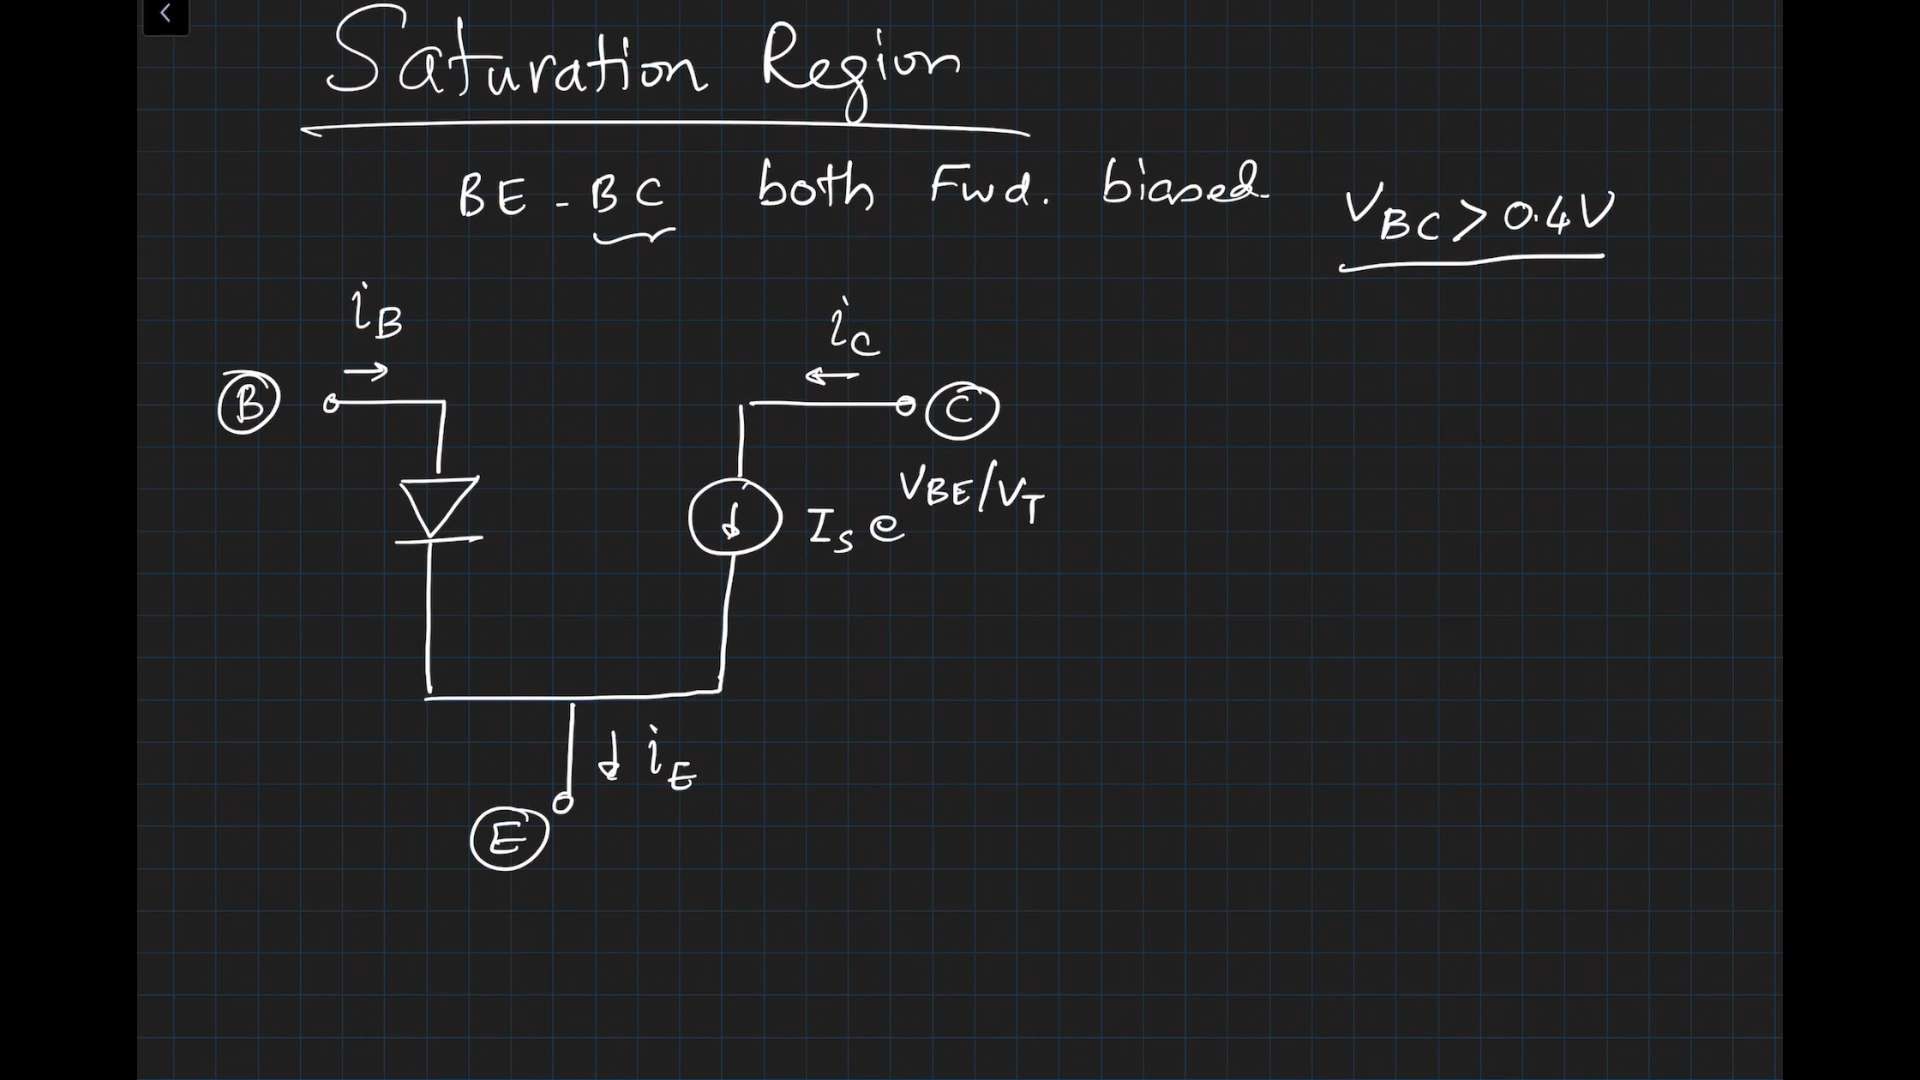 Saturation Region
BE - BC both Fwd. biased
VBC > 0.4V
iB
iC
B
C
IS e^VBE/VT
iE
E